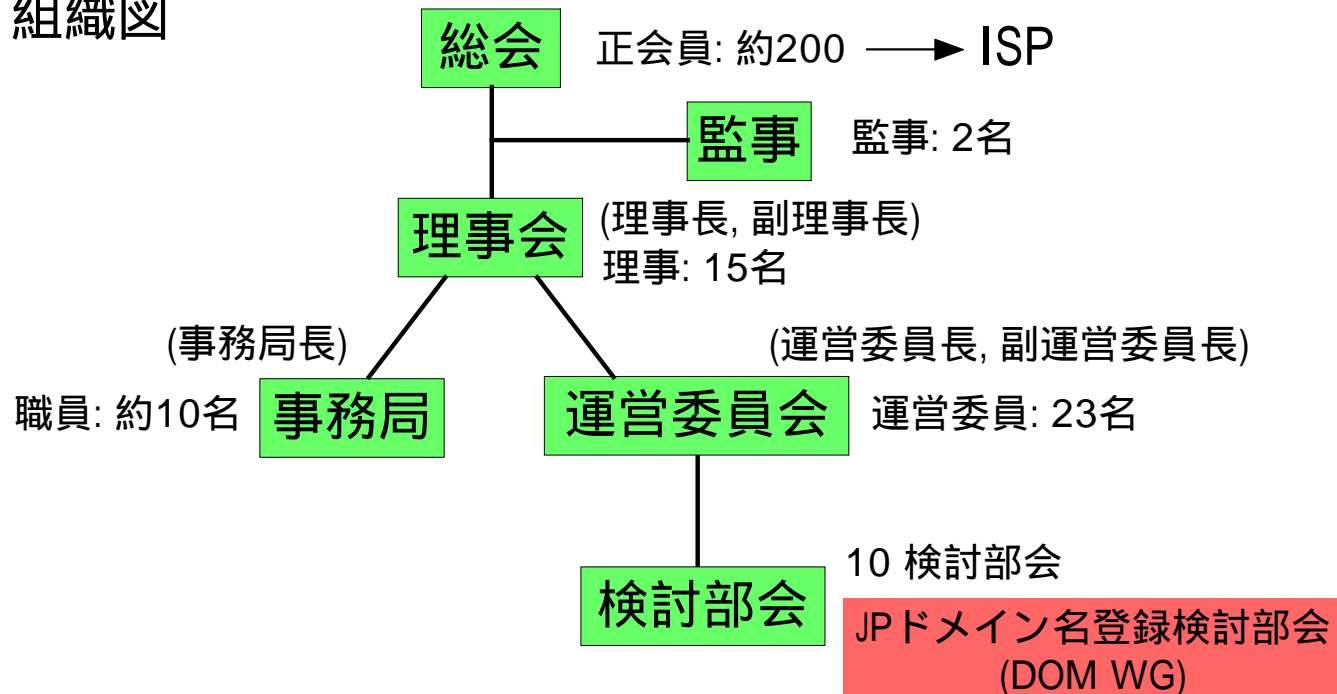 組織図
総会 正会員: 約200 ISP
監事 監事: 2名
理事会 (理事長, 副理事長)
理事: 15名
(事務局長) (運営委員長, 副運営委員長)
職員: 約10名 事務局 運営委員会 運営委員: 23名
10 検討部会
検討部会
JPドメイン名登録検討部会
(DOM WG)